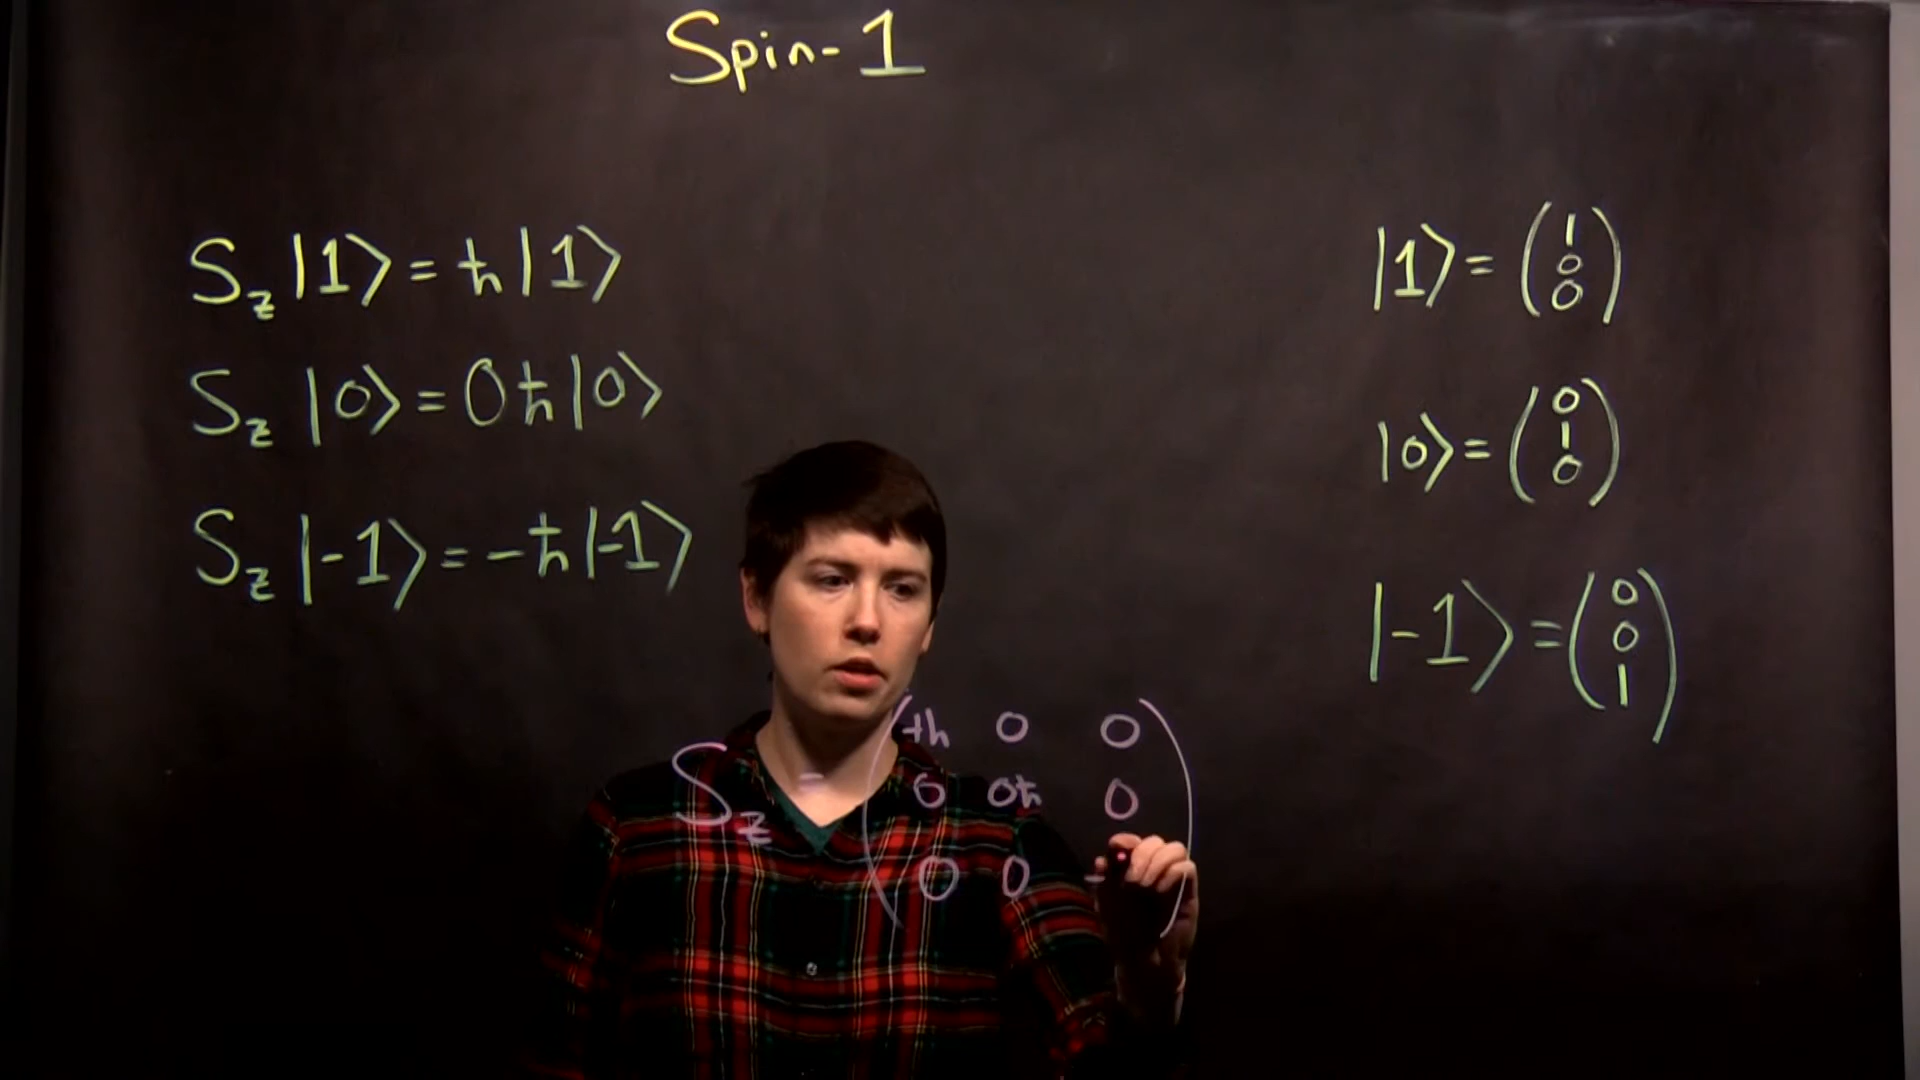 Spin-1
S_z |1⟩ = ħ |1⟩
S_z |0⟩ = 0ħ |0⟩
S_z |-1⟩ = -ħ |-1⟩
|1⟩ = (1 0 0)
|0⟩ = (0 1 0)
|-1⟩ = (0 0 1)
S_z = (
ħ 0 0
0 0ħ 0
0 0 -
)